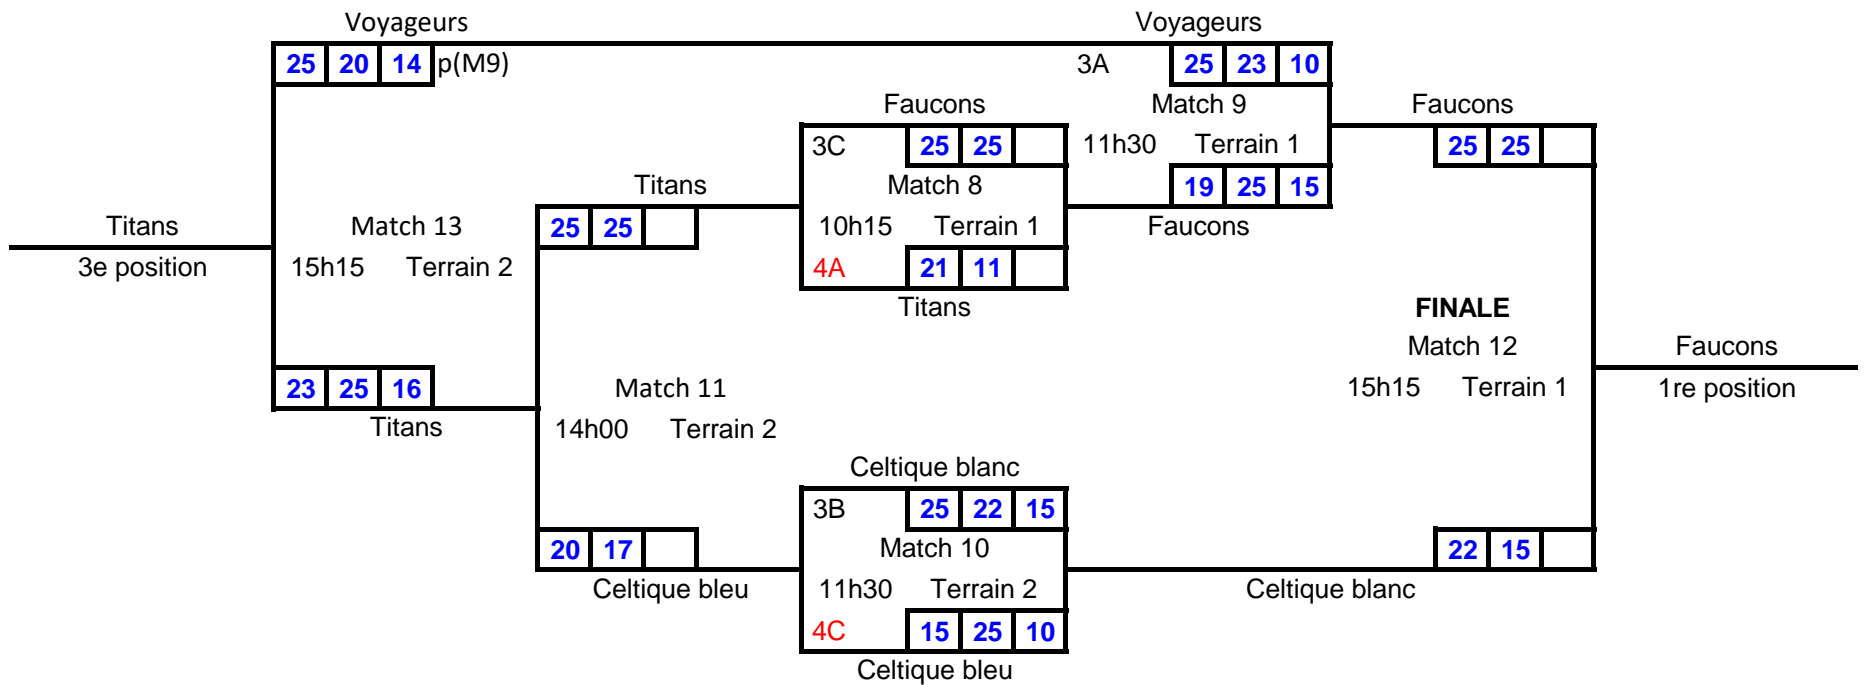 Voyageurs Voyageurs
25 20 14 p(M9) 3A 25 23 10
Faucons Match 9 Faucons
3C 25 25 11h30 Terrain 1 25 25
Titans Match 8 19 25 15
Titans Match 13 25 25 10h15 Terrain 1 Faucons
3e position 15h15 Terrain 2 4A 21 11
Titans FINALE
Match 12 Faucons
23 25 16 Match 11 15h15 Terrain 1 1re position
Titans 14h00 Terrain 2
Celtique blanc
3B 25 22 15
20 17 Match 10 22 15
Celtique bleu 11h30 Terrain 2 Celtique blanc
4C 15 25 10
Celtique bleu